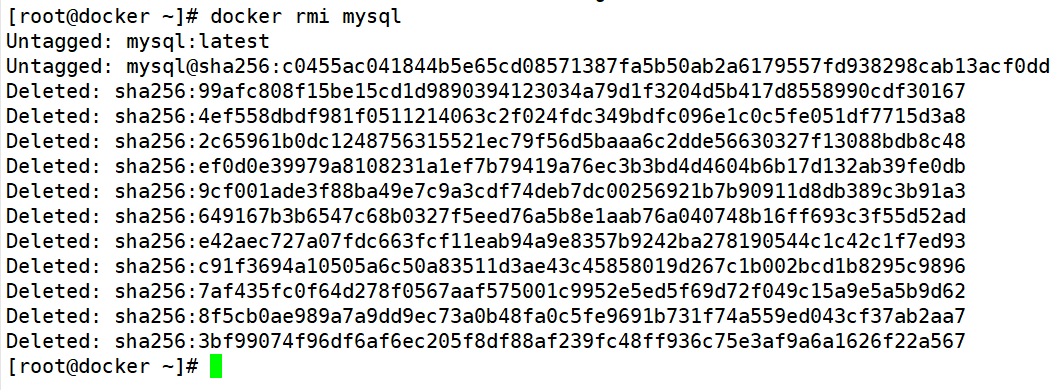 [root@docker ~]# docker rmi mysql
Untagged: mysql:latest
Untagged: mysql@sha256:c0455ac041844b5e65cd08571387fa5b50ab2a6179557fd938298cab13acf0dd
Deleted: sha256:99afc808f15be15cd1d9890394123034a79d1f3204d5b417d8558990cdf30167
Deleted: sha256:4ef558dbdf981f0511214063c2f024fdc349bdfc096e1c0c5fe051df7715d3a8
Deleted: sha256:2c65961b0dc1248756315521ec79f56d5baaa6c2dde56630327f13088bdb8c48
Deleted: sha256:ef0d0e39979a8108231a1ef7b79419a76ec3b3bd4d4604b6b17d132ab39fe0db
Deleted: sha256:9cf001ade3f88ba49e7c9a3cdf74deb7dc00256921b7b90911d8db389c3b91a3
Deleted: sha256:649167b3b6547c68b0327f5eed76a5b8e1aab76a040748b16ff693c3f55d52ad
Deleted: sha256:e42aec727a07fdc663fcf11eab94a9e8357b9242ba278190544c1c42c1f7ed93
Deleted: sha256:c91f3694a10505a6c50a83511d3ae43c45858019d267c1b002bcd1b8295c9896
Deleted: sha256:7af435fc0f64d278f0567aaf575001c9952e5ed5f69d72f049c15a9e5a5b9d62
Deleted: sha256:8f5cb0ae989a7a9dd9ec73a0b48fa0c5fe9691b731f74a559ed043cf37ab2aa7
Deleted: sha256:3bf99074f96df6af6ec205f8df88af239fc48ff936c75e3af9a6a1626f22a567
[root@docker ~]#